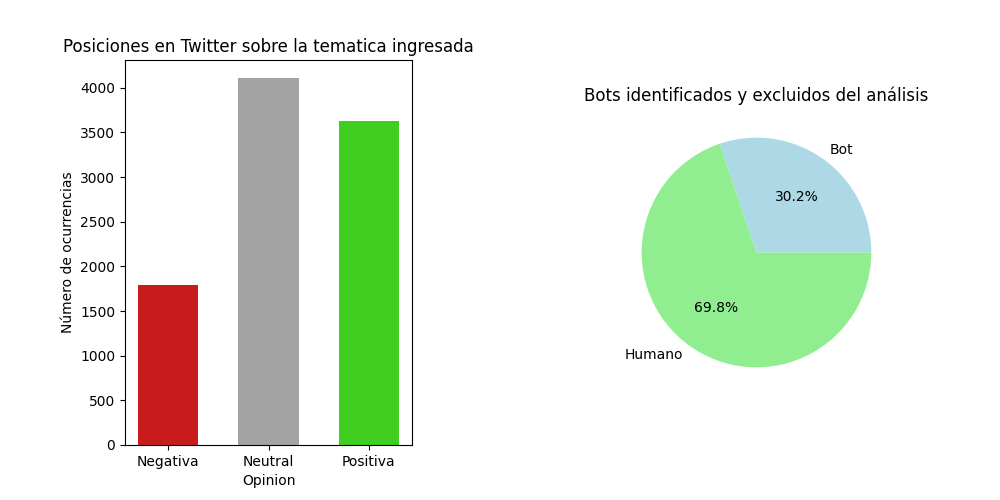 Posiciones en Twitter sobre la tematica ingresada
Número de ocurrencias
4000
3500
3000
2500
2000
1500
1000
500
0
Negativa
Neutral
Positiva
Opinion
Bots identificados y excluidos del análisis
Bot
30.2%
69.8%
Humano